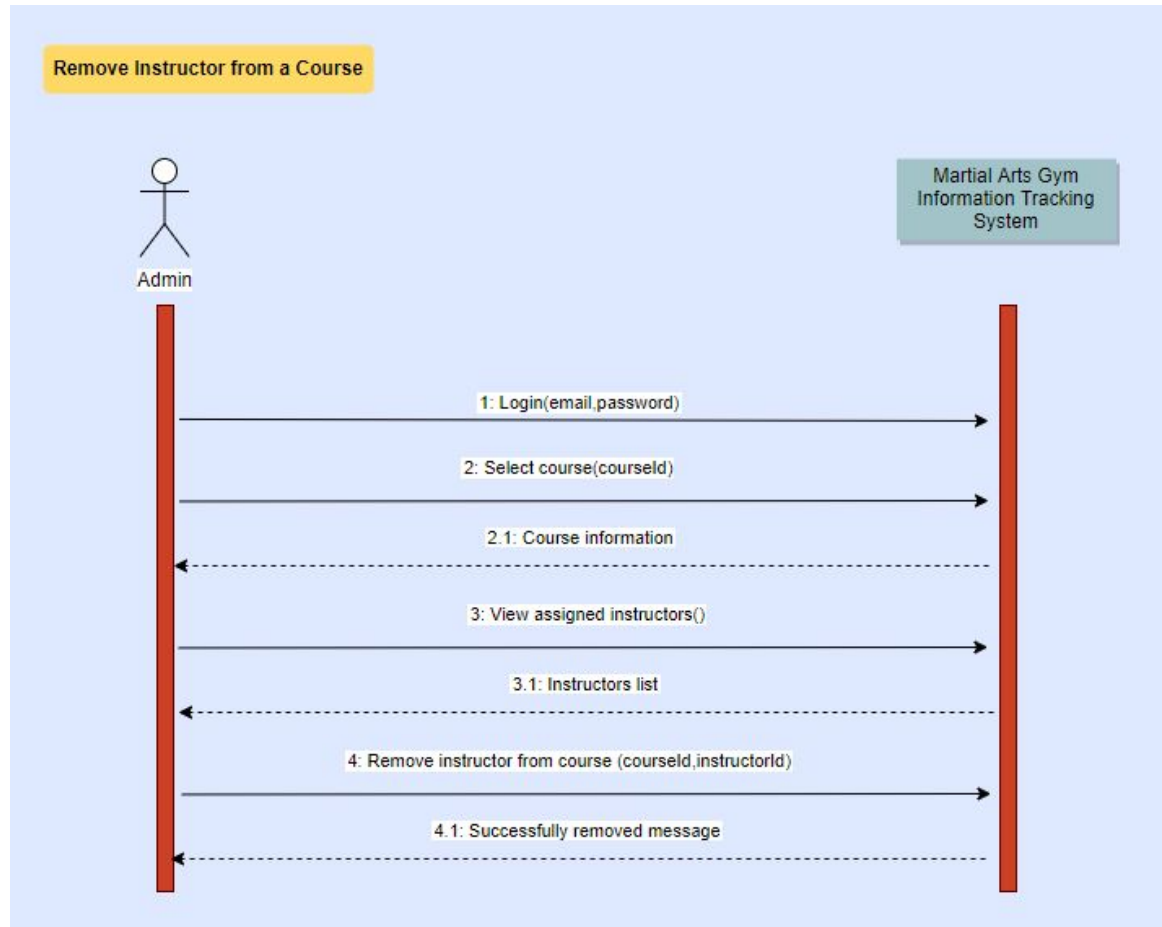 Remove Instructor from a Course
Martial Arts Gym
Information Tracking
System
Admin
1: Login(email,password)
2: Select course(courseId)
2.1: Course information
3: View assigned instructors()
3.1: Instructors list
4: Remove instructor from course (courseId,instructorId)
4.1: Successfully removed message